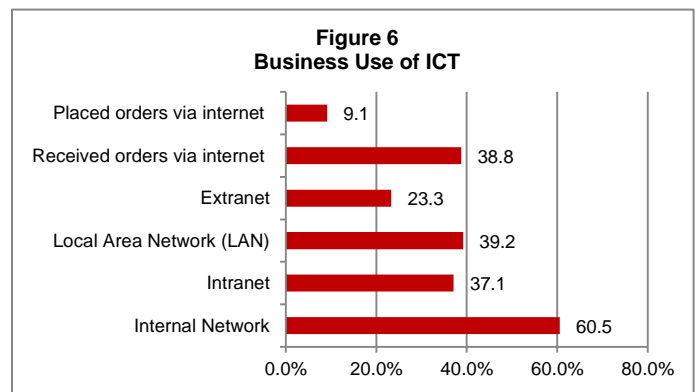 Figure 6
Business Use of ICT
Placed orders via internet 9.1
Received orders via internet 38.8
Extranet 23.3
Local Area Network (LAN) 39.2
Intranet 37.1
Internal Network 60.5
0.0% 20.0% 40.0% 60.0% 80.0%